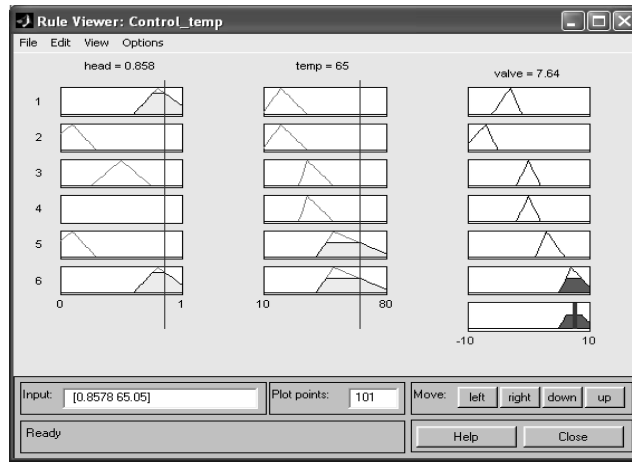 Rule Viewer: Control_temp
File Edit View Options
head = 0.858 temp = 65 valve = 7.64
1
2
3
4
5
6
0 1 10 80
-10 10
Input: [0.8578 65.05] Plot points: 101 Move: left right down up
Ready Help Close